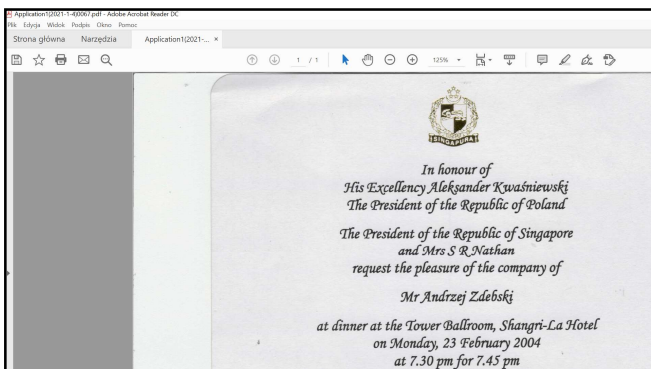 Application1(2021-1-4)0067.pdf - Adobe Acrobat Reader DC
Plik Edycja Widok Podpis Okno Pomoc
Strona główna Narzędzia Application1(2021-... ×
1 / 1 125%
SINGAPURA
In honour of
His Excellency Aleksander Kwaśniewski
The President of the Republic of Poland
The President of the Republic of Singapore
and Mrs S R Nathan
request the pleasure of the company of
Mr Andrzej Zdebski
at dinner at the Tower Ballroom, Shangri-La Hotel
on Monday, 23 February 2004
at 7.30 pm for 7.45 pm